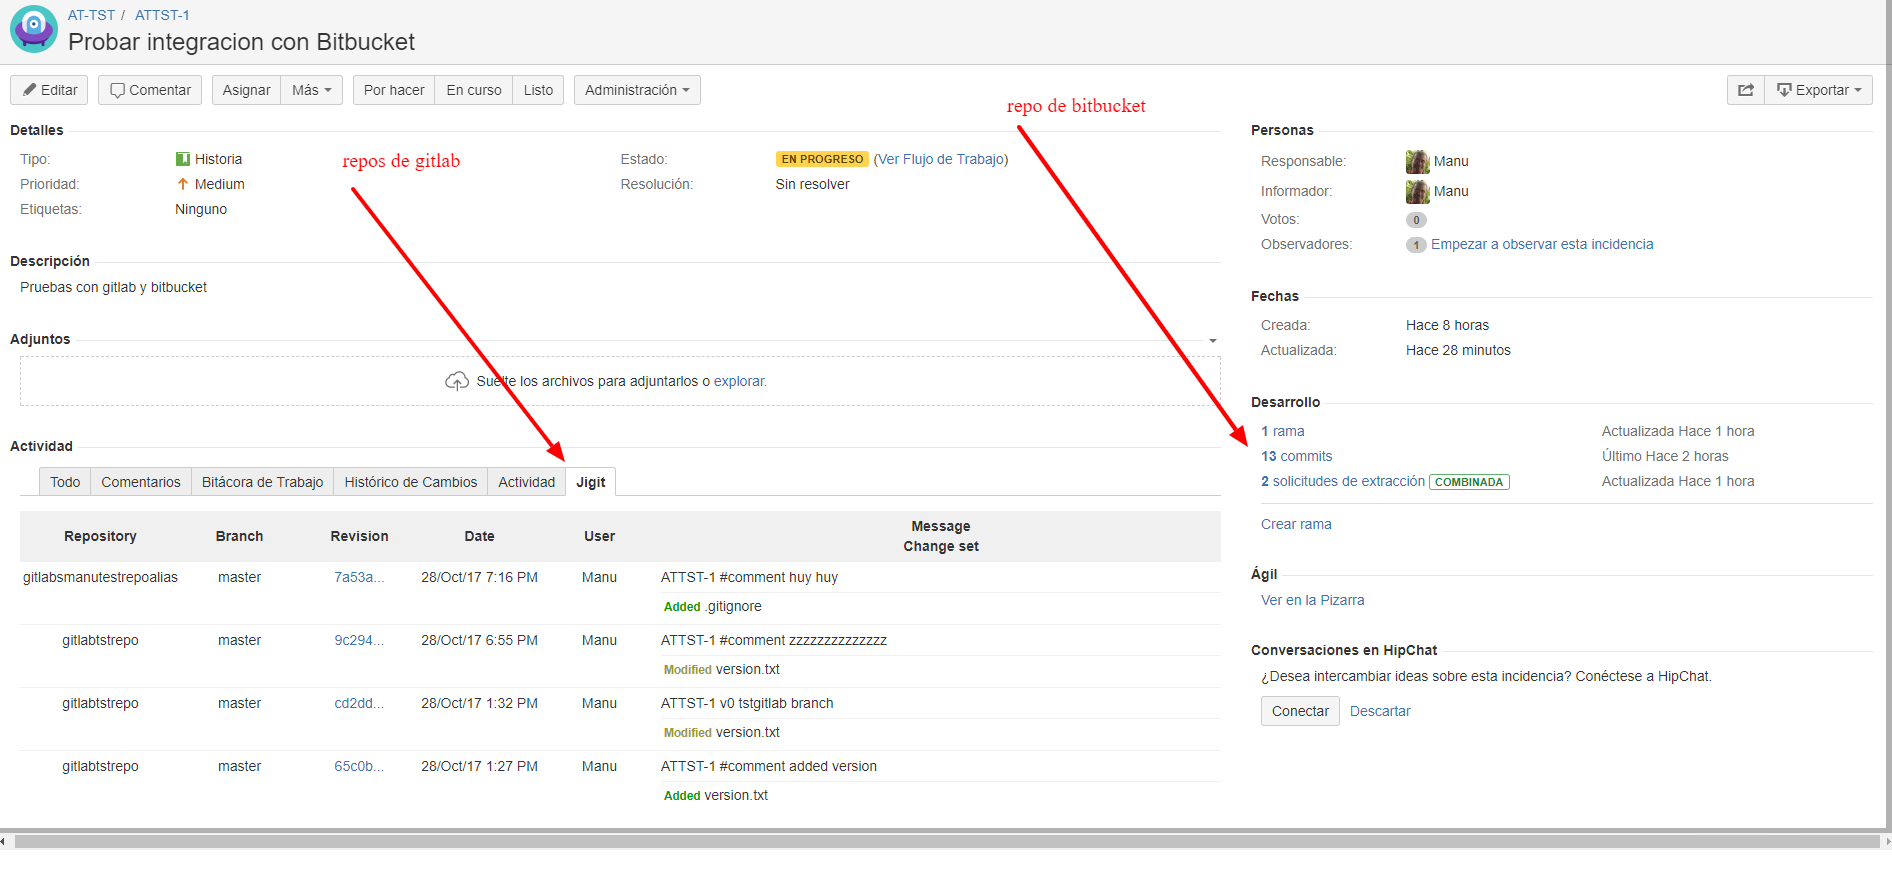 AT-TST / ATTST-1
Probar integracion con Bitbucket
Editar Comentar Asignar Más Por hacer En curso Listo Administración Exportar
repo de bitbucket
repos de gitlab
Detalles
Tipo: Historia
Prioridad: Medium
Etiquetas: Ninguno
Estado: EN PROGRESO (Ver Flujo de Trabajo)
Resolución: Sin resolver
Descripción
Pruebas con gitlab y bitbucket
Adjuntos
Suelte los archivos para adjuntarlos o explorar.
Actividad
Todo Comentarios Bitácora de Trabajo Histórico de Cambios Actividad Jigit
Repository Branch Revision Date User Message
Change set
gitlabsmanutestrepoalias master 7a53a... 28/Oct/17 7:16 PM Manu ATTST-1 #comment huy huy
Added .gitignore
gitlabtstrepo master 9c294... 28/Oct/17 6:55 PM Manu ATTST-1 #comment zzzzzzzzzzzzzz
Modified version.txt
gitlabtstrepo master cd2dd... 28/Oct/17 1:32 PM Manu ATTST-1 v0 tstgitlab branch
Modified version.txt
gitlabtstrepo master 65c0b... 28/Oct/17 1:27 PM Manu ATTST-1 #comment added version
Added version.txt
Personas
Responsable: Manu
Informador: Manu
Votos: 0
Observadores: 1 Empezar a observar esta incidencia
Fechas
Creada: Hace 8 horas
Actualizada: Hace 28 minutos
Desarrollo
1 rama Actualizada Hace 1 hora
13 commits Último Hace 2 horas
2 solicitudes de extracción COMBINADA Actualizada Hace 1 hora
Crear rama
Ágil
Ver en la Pizarra
Conversaciones en HipChat
¿Desea intercambiar ideas sobre esta incidencia? Conéctese a HipChat.
Conectar Descartar